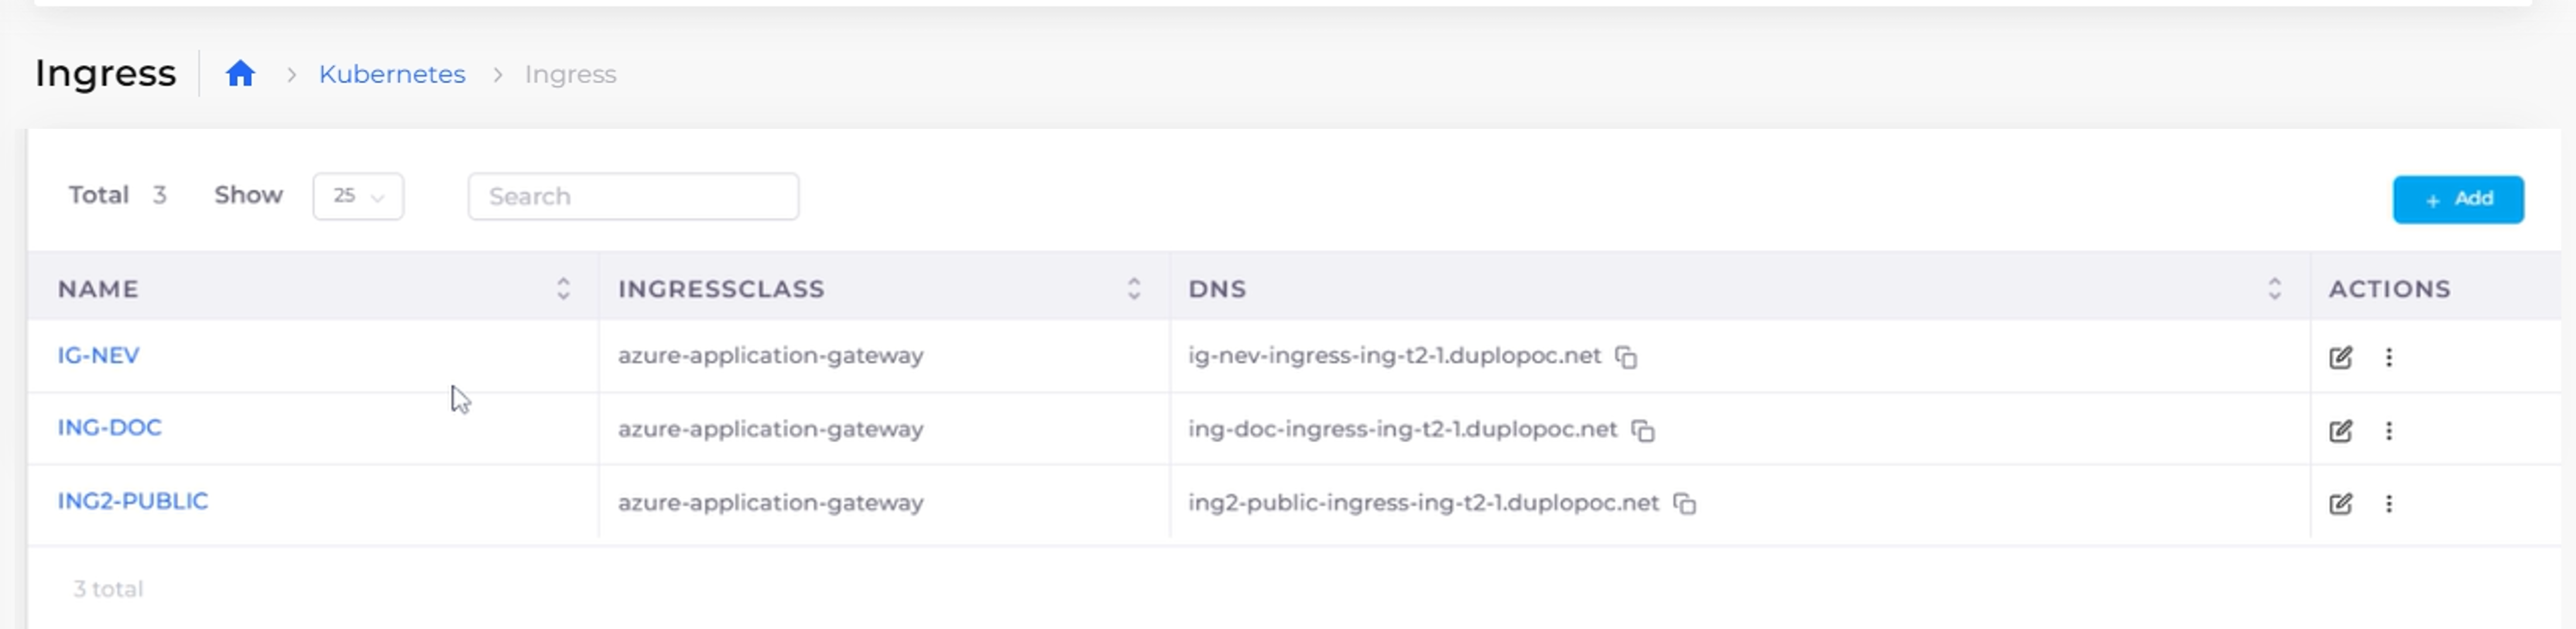 Ingress Kubernetes Ingress
Total 3 Show 25 Search + Add
NAME INGRESSCLASS DNS ACTIONS
IG-NEV azure-application-gateway ig-nev-ingress-ing-t2-1.duplopoc.net
ING-DOC azure-application-gateway ing-doc-ingress-ing-t2-1.duplopoc.net
ING2-PUBLIC azure-application-gateway ing2-public-ingress-ing-t2-1.duplopoc.net
3 total